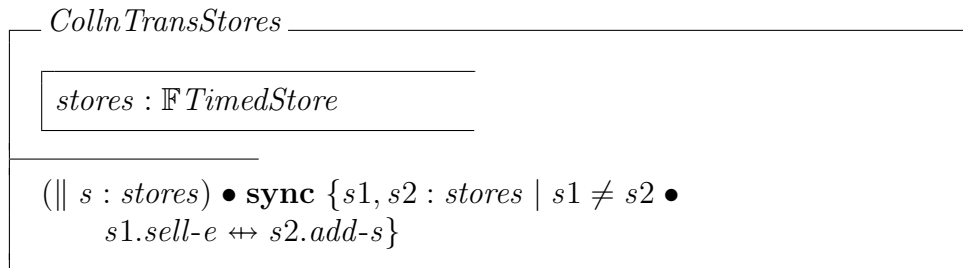 CollnTransStores
stores : 𝔽 TimedStore
(∥ s : stores) • sync {s1, s2 : stores | s1 ≠ s2 •
s1.sell-e ⇹ s2.add-s}